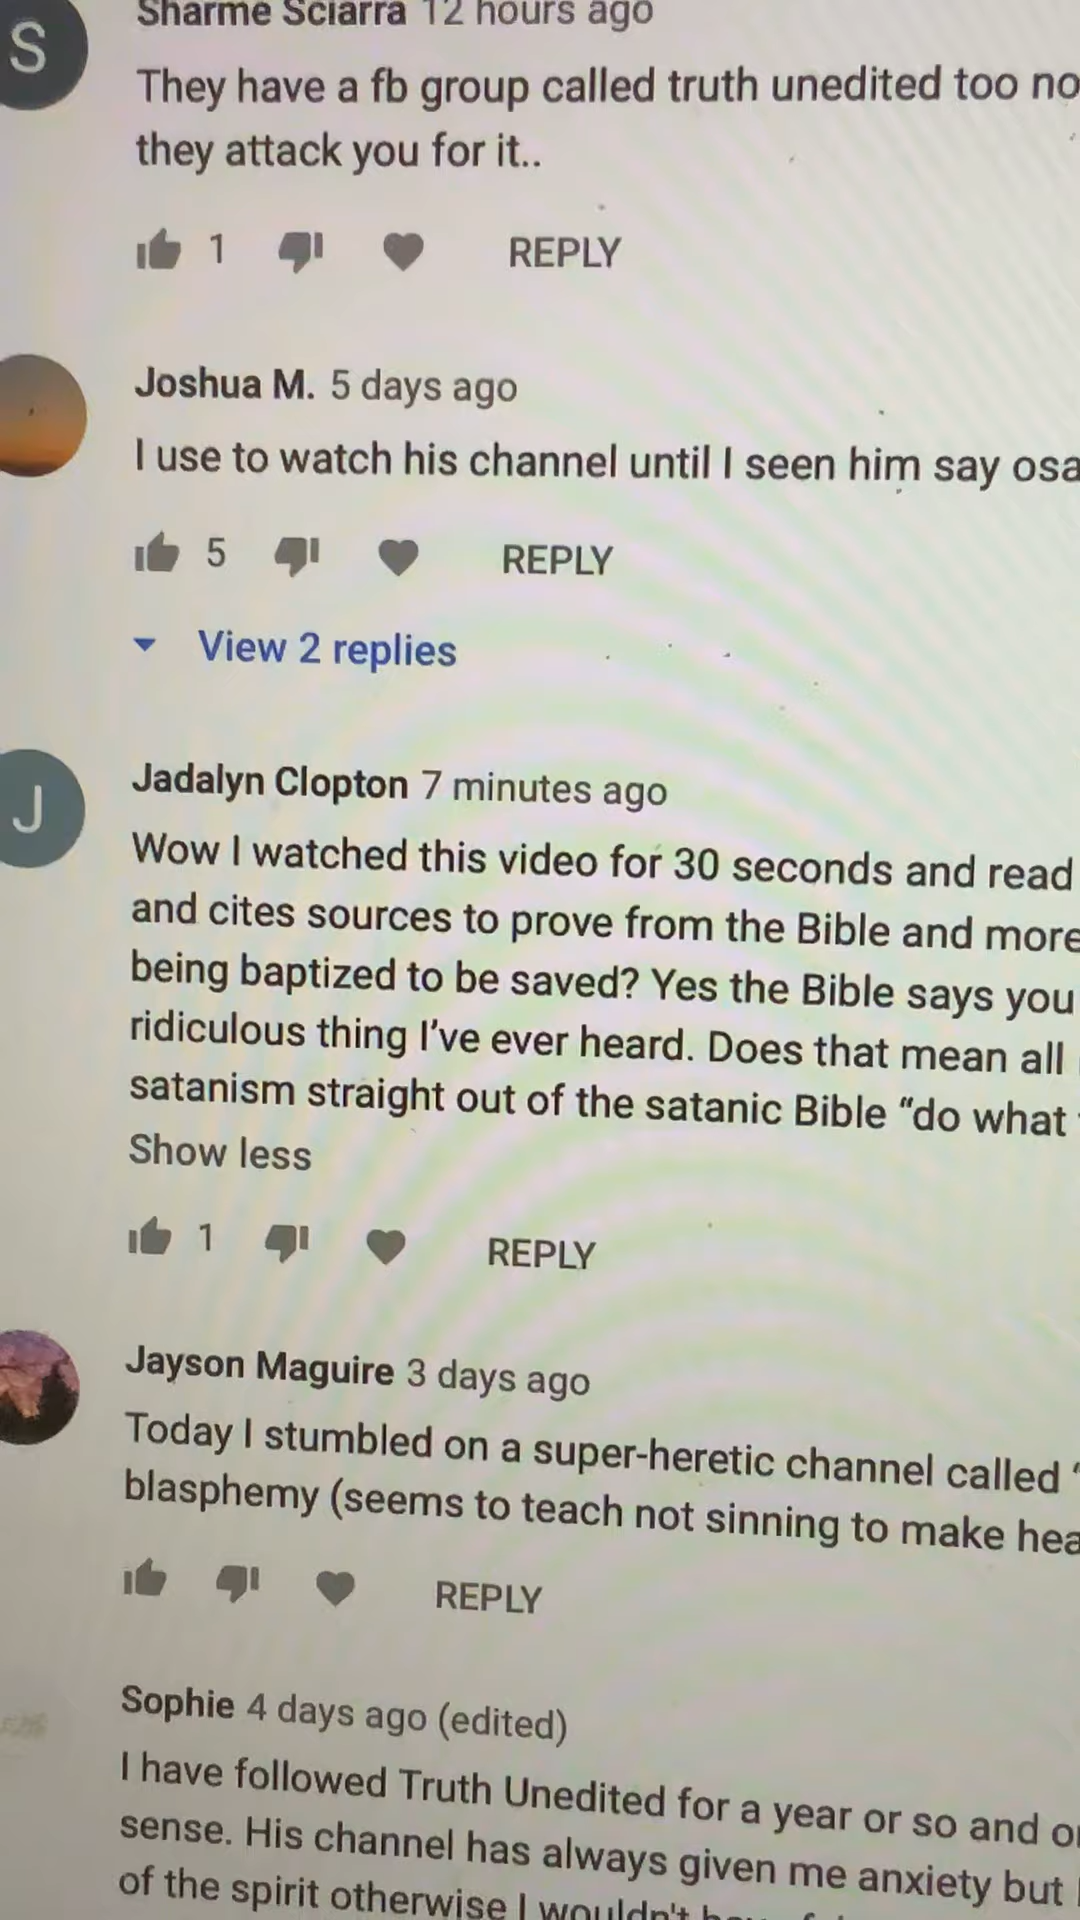 S
Sharme Sciarra 12 hours ago
They have a fb group called truth unedited too no
they attack you for it..
1 REPLY
Joshua M. 5 days ago
I use to watch his channel until I seen him say osa
5 REPLY
View 2 replies
J
Jadalyn Clopton 7 minutes ago
Wow I watched this video for 30 seconds and read
and cites sources to prove from the Bible and more
being baptized to be saved? Yes the Bible says you
ridiculous thing I've ever heard. Does that mean all
satanism straight out of the satanic Bible “do what
Show less
1 REPLY
Jayson Maguire 3 days ago
Today I stumbled on a super-heretic channel called
blasphemy (seems to teach not sinning to make hea
REPLY
Sophie 4 days ago (edited)
I have followed Truth Unedited for a year or so and
sense. His channel has always given me anxiety but
of the spirit otherwise I wouldn't